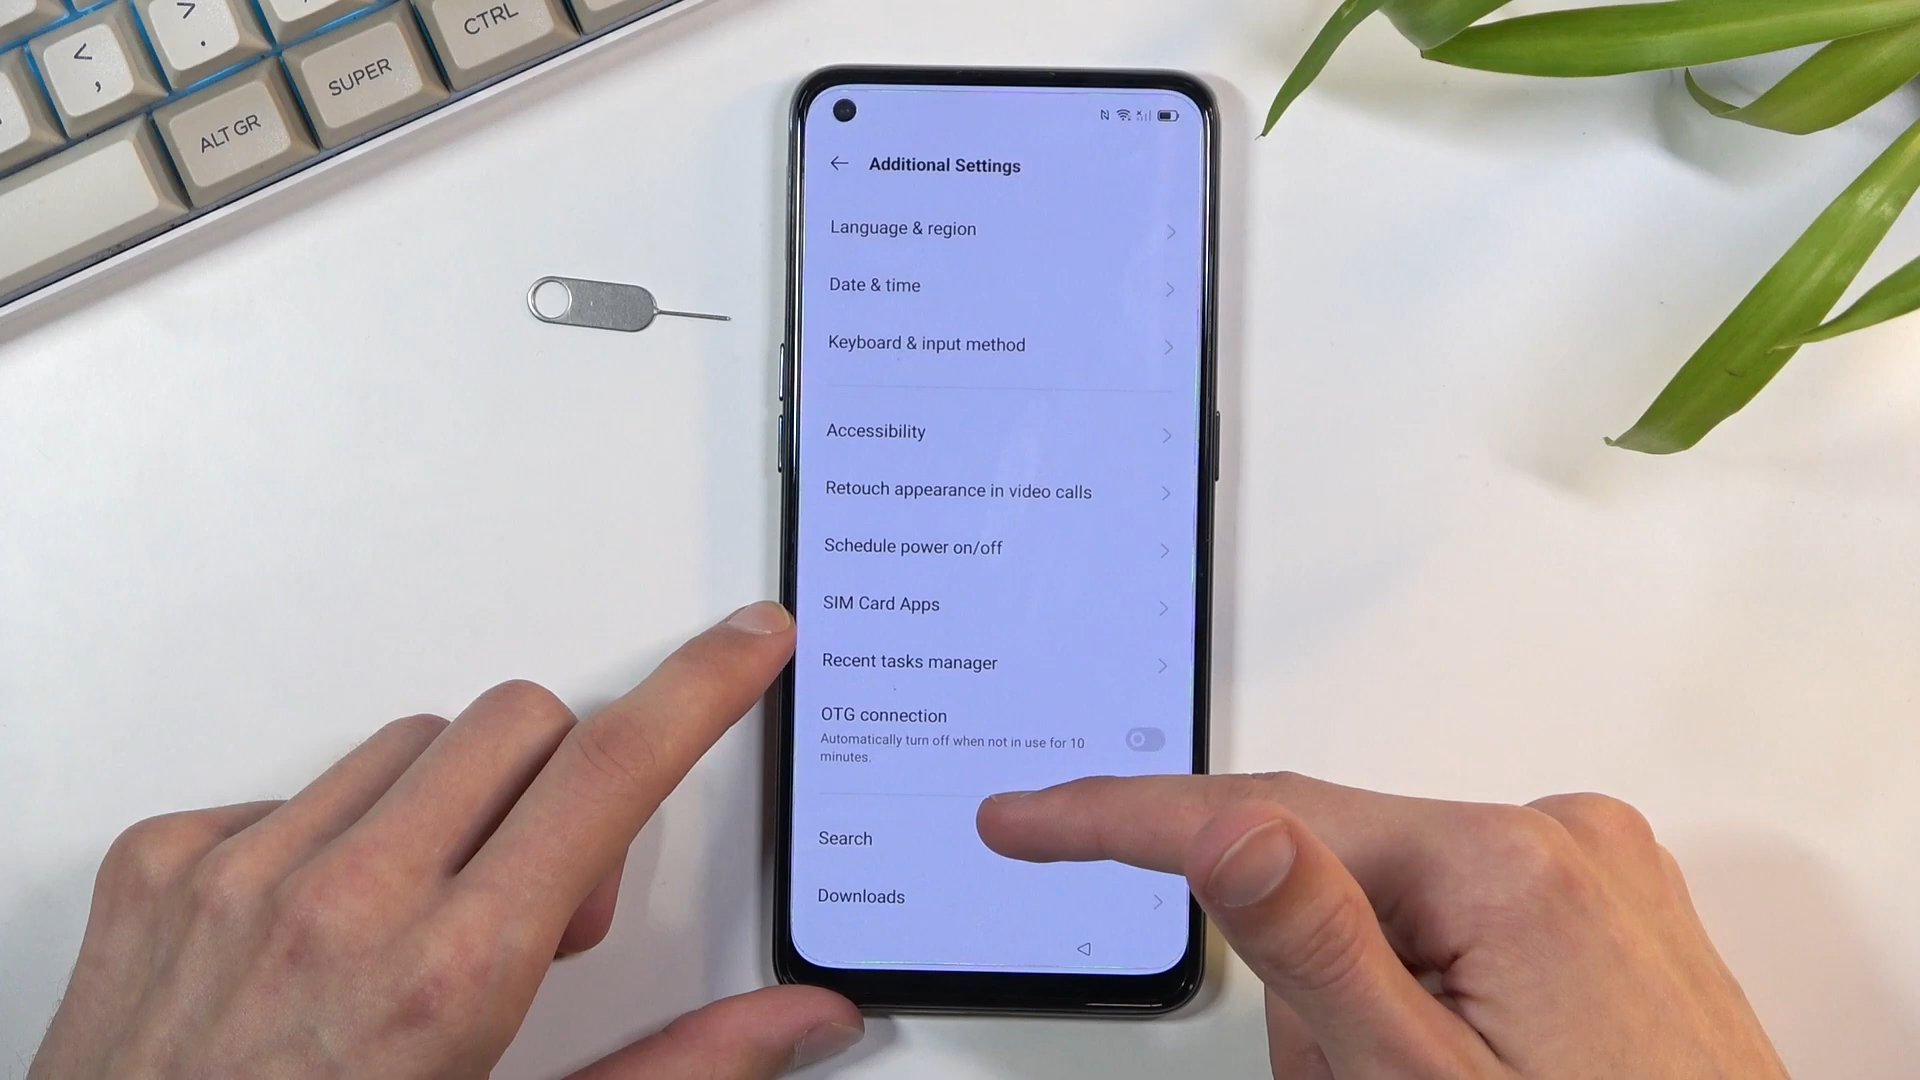 <
,
>
.
CTRL
SUPER
ALT GR
Additional Settings
Language & region
Date & time
Keyboard & input method
Accessibility
Retouch appearance in video calls
Schedule power on/off
SIM Card Apps
Recent tasks manager
OTG connection
Automatically turn off when not in use for 10
minutes.
Search
Downloads